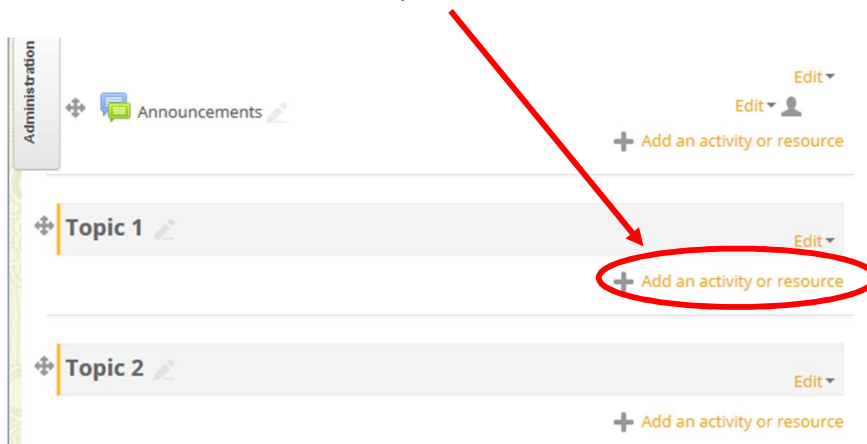 Administration
Edit
Announcements
Edit
Add an activity or resource
Topic 1
Edit
Add an activity or resource
Topic 2
Edit
Add an activity or resource